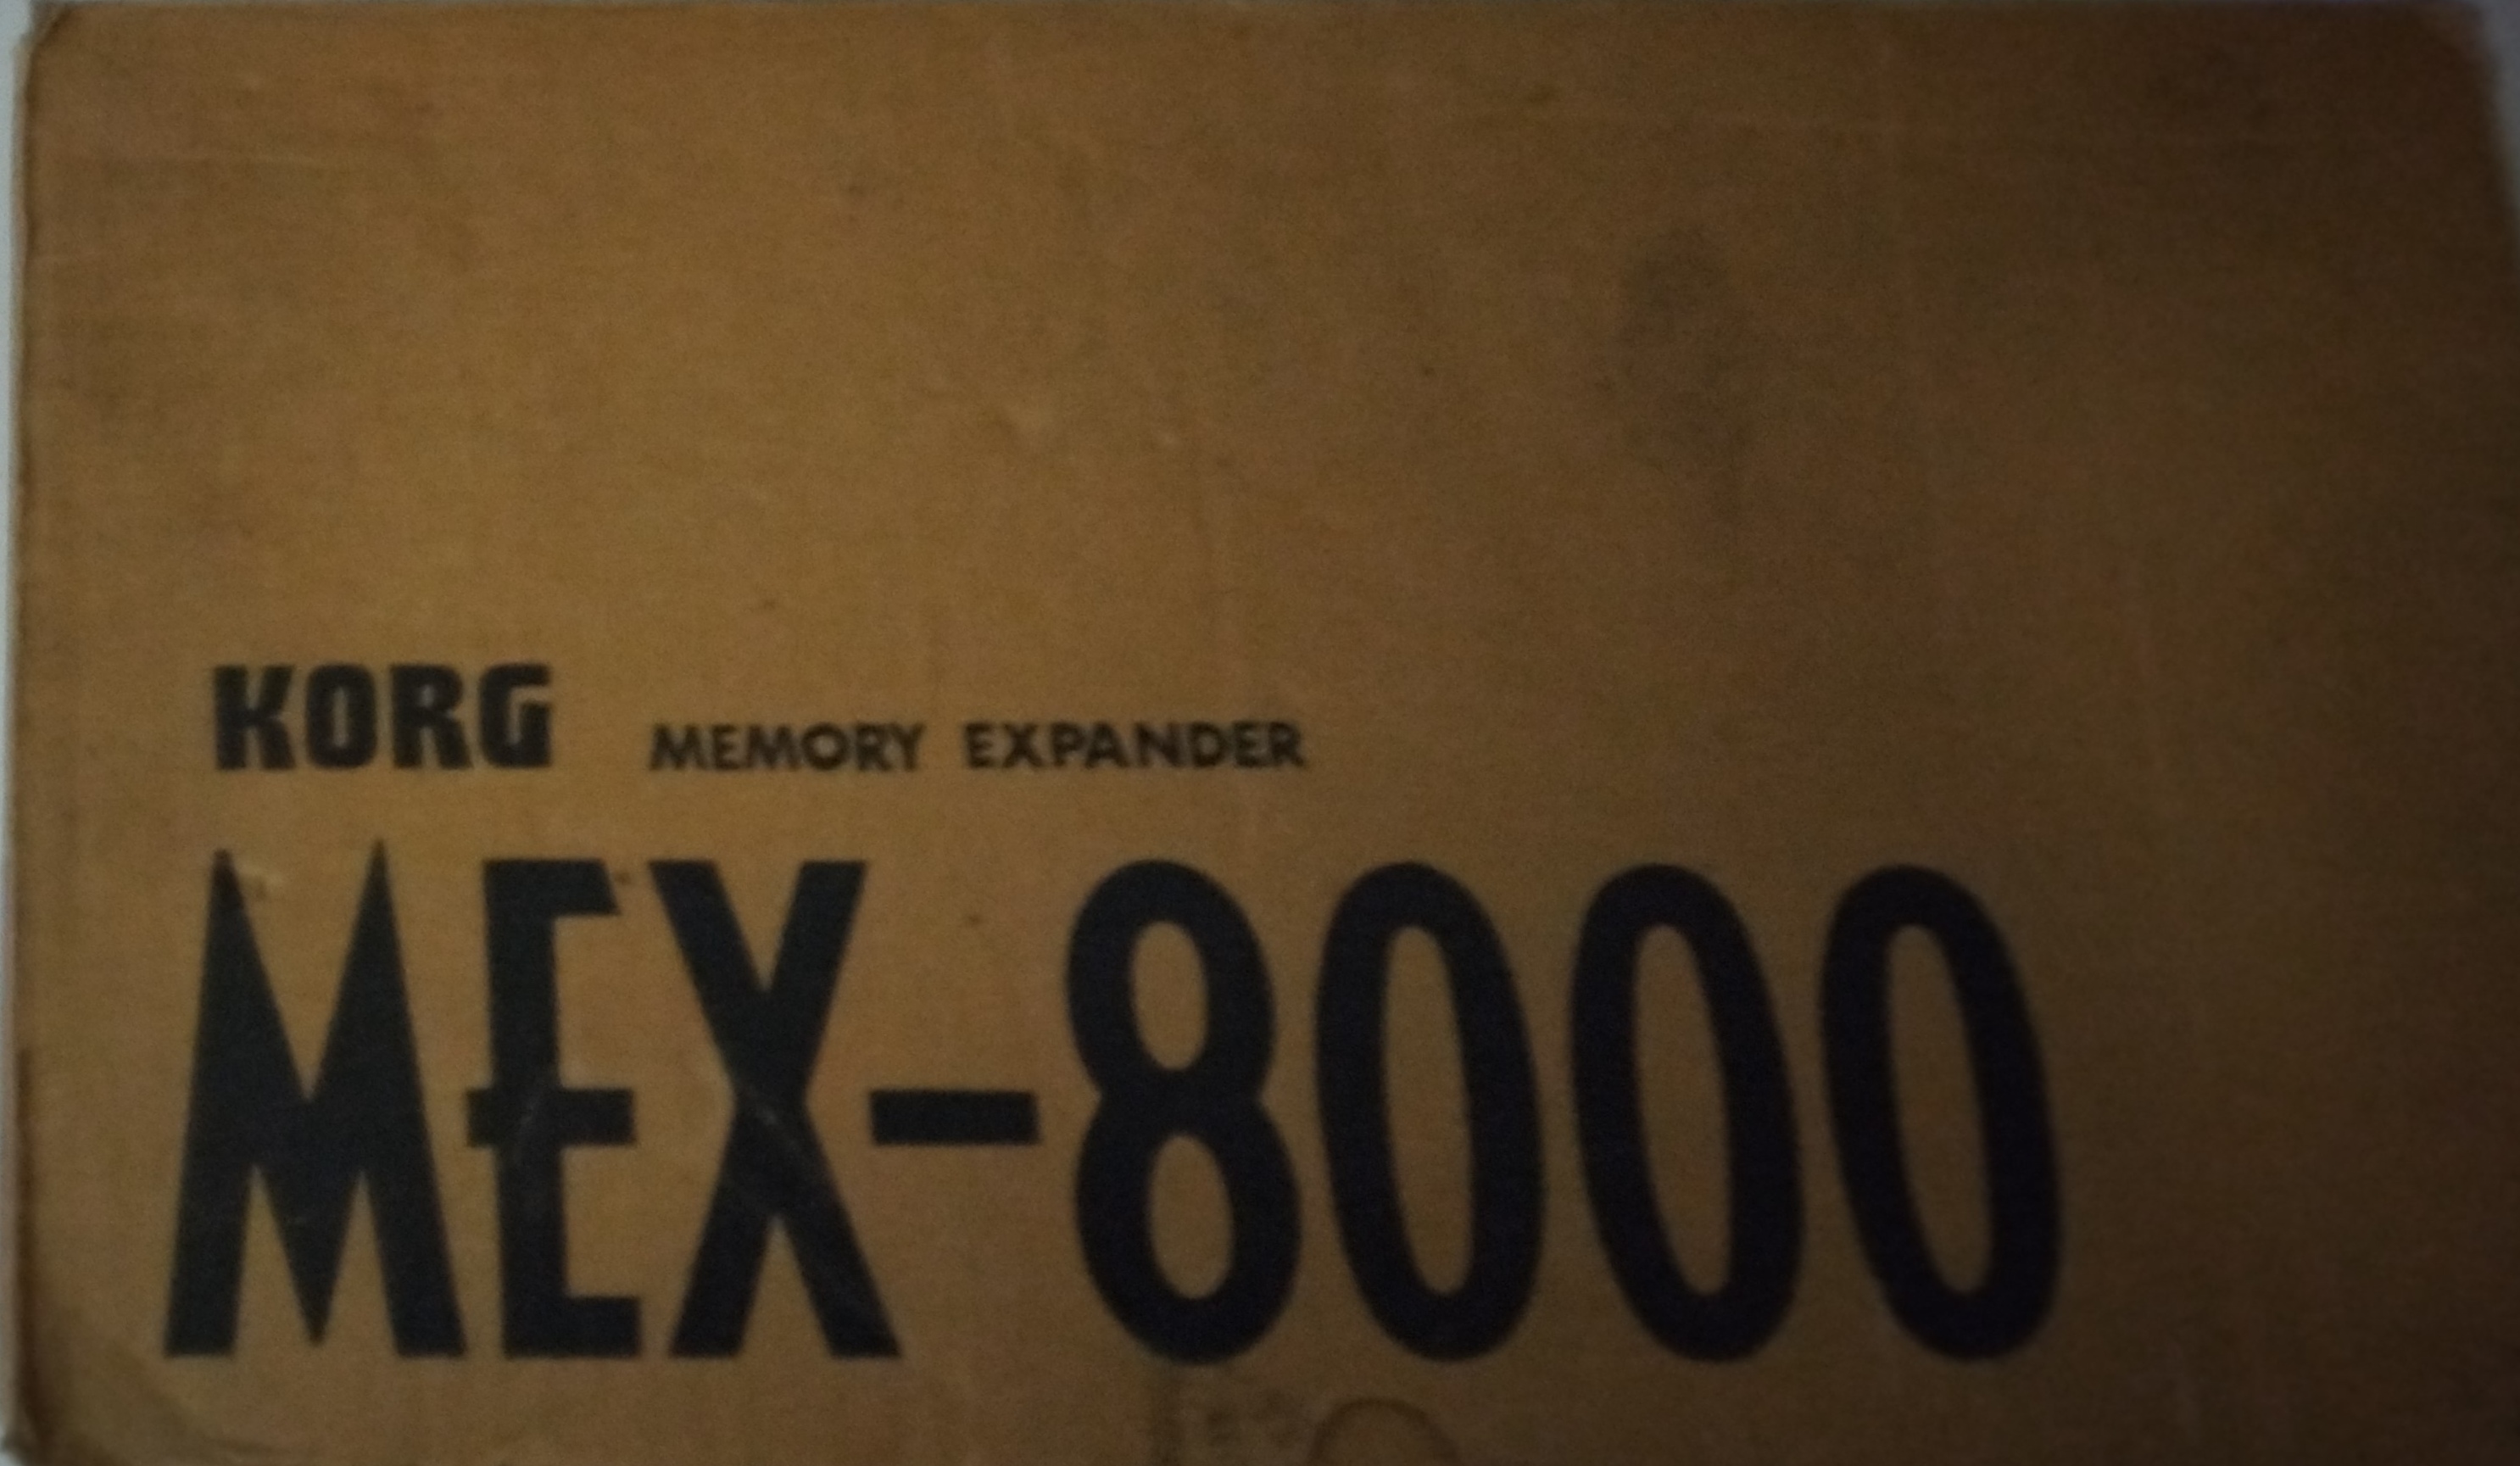 KORG MEMORY EXPANDER
MEX-8000